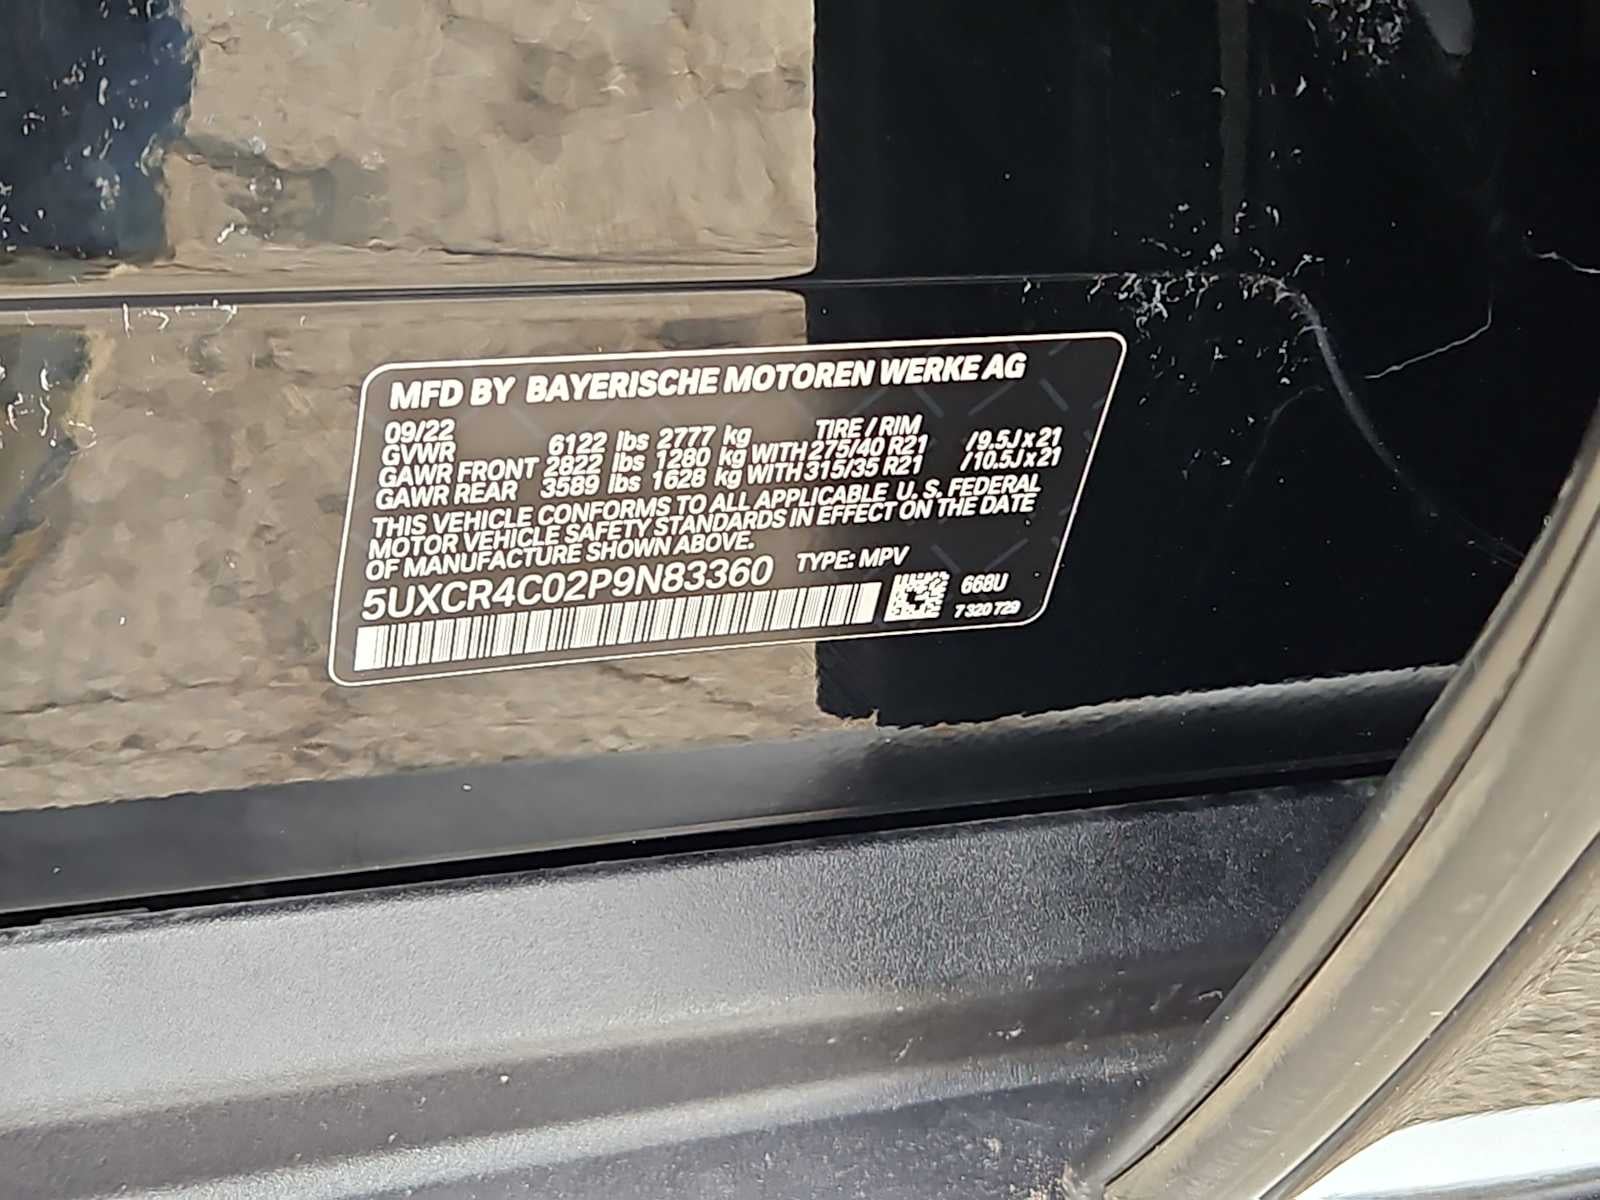 MFD BY BAYERISCHE MOTOREN WERKE AG
09/22 TIRE / RIM
GVWR 6122 lbs 2777 kg
GAWR FRONT 2822 lbs 1280 kg WITH 275/40 R21 / 9.5J x 21
GAWR REAR 3589 lbs 1628 kg WITH 315/35 R21 / 10.5J x 21
THIS VEHICLE CONFORMS TO ALL APPLICABLE U. S. FEDERAL
MOTOR VEHICLE SAFETY STANDARDS IN EFFECT ON THE DATE
OF MANUFACTURE SHOWN ABOVE.
5UXCR4C02P9N83360 TYPE: MPV
668U
7 320 729